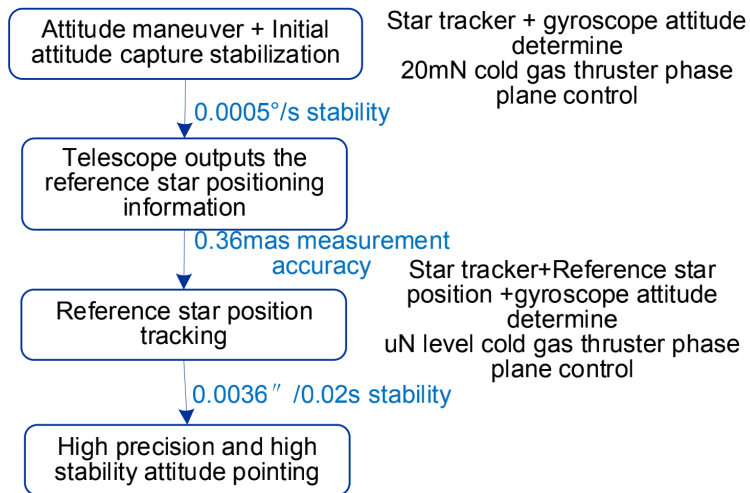 Attitude maneuver + Initial
attitude capture stabilization
Star tracker + gyroscope attitude
determine
20mN cold gas thruster phase
plane control
0.0005°/s stability
Telescope outputs the
reference star positioning
information
0.36mas measurement
accuracy
Star tracker+Reference star
position +gyroscope attitude
determine
uN level cold gas thruster phase
plane control
Reference star position
tracking
0.0036″ /0.02s stability
High precision and high
stability attitude pointing